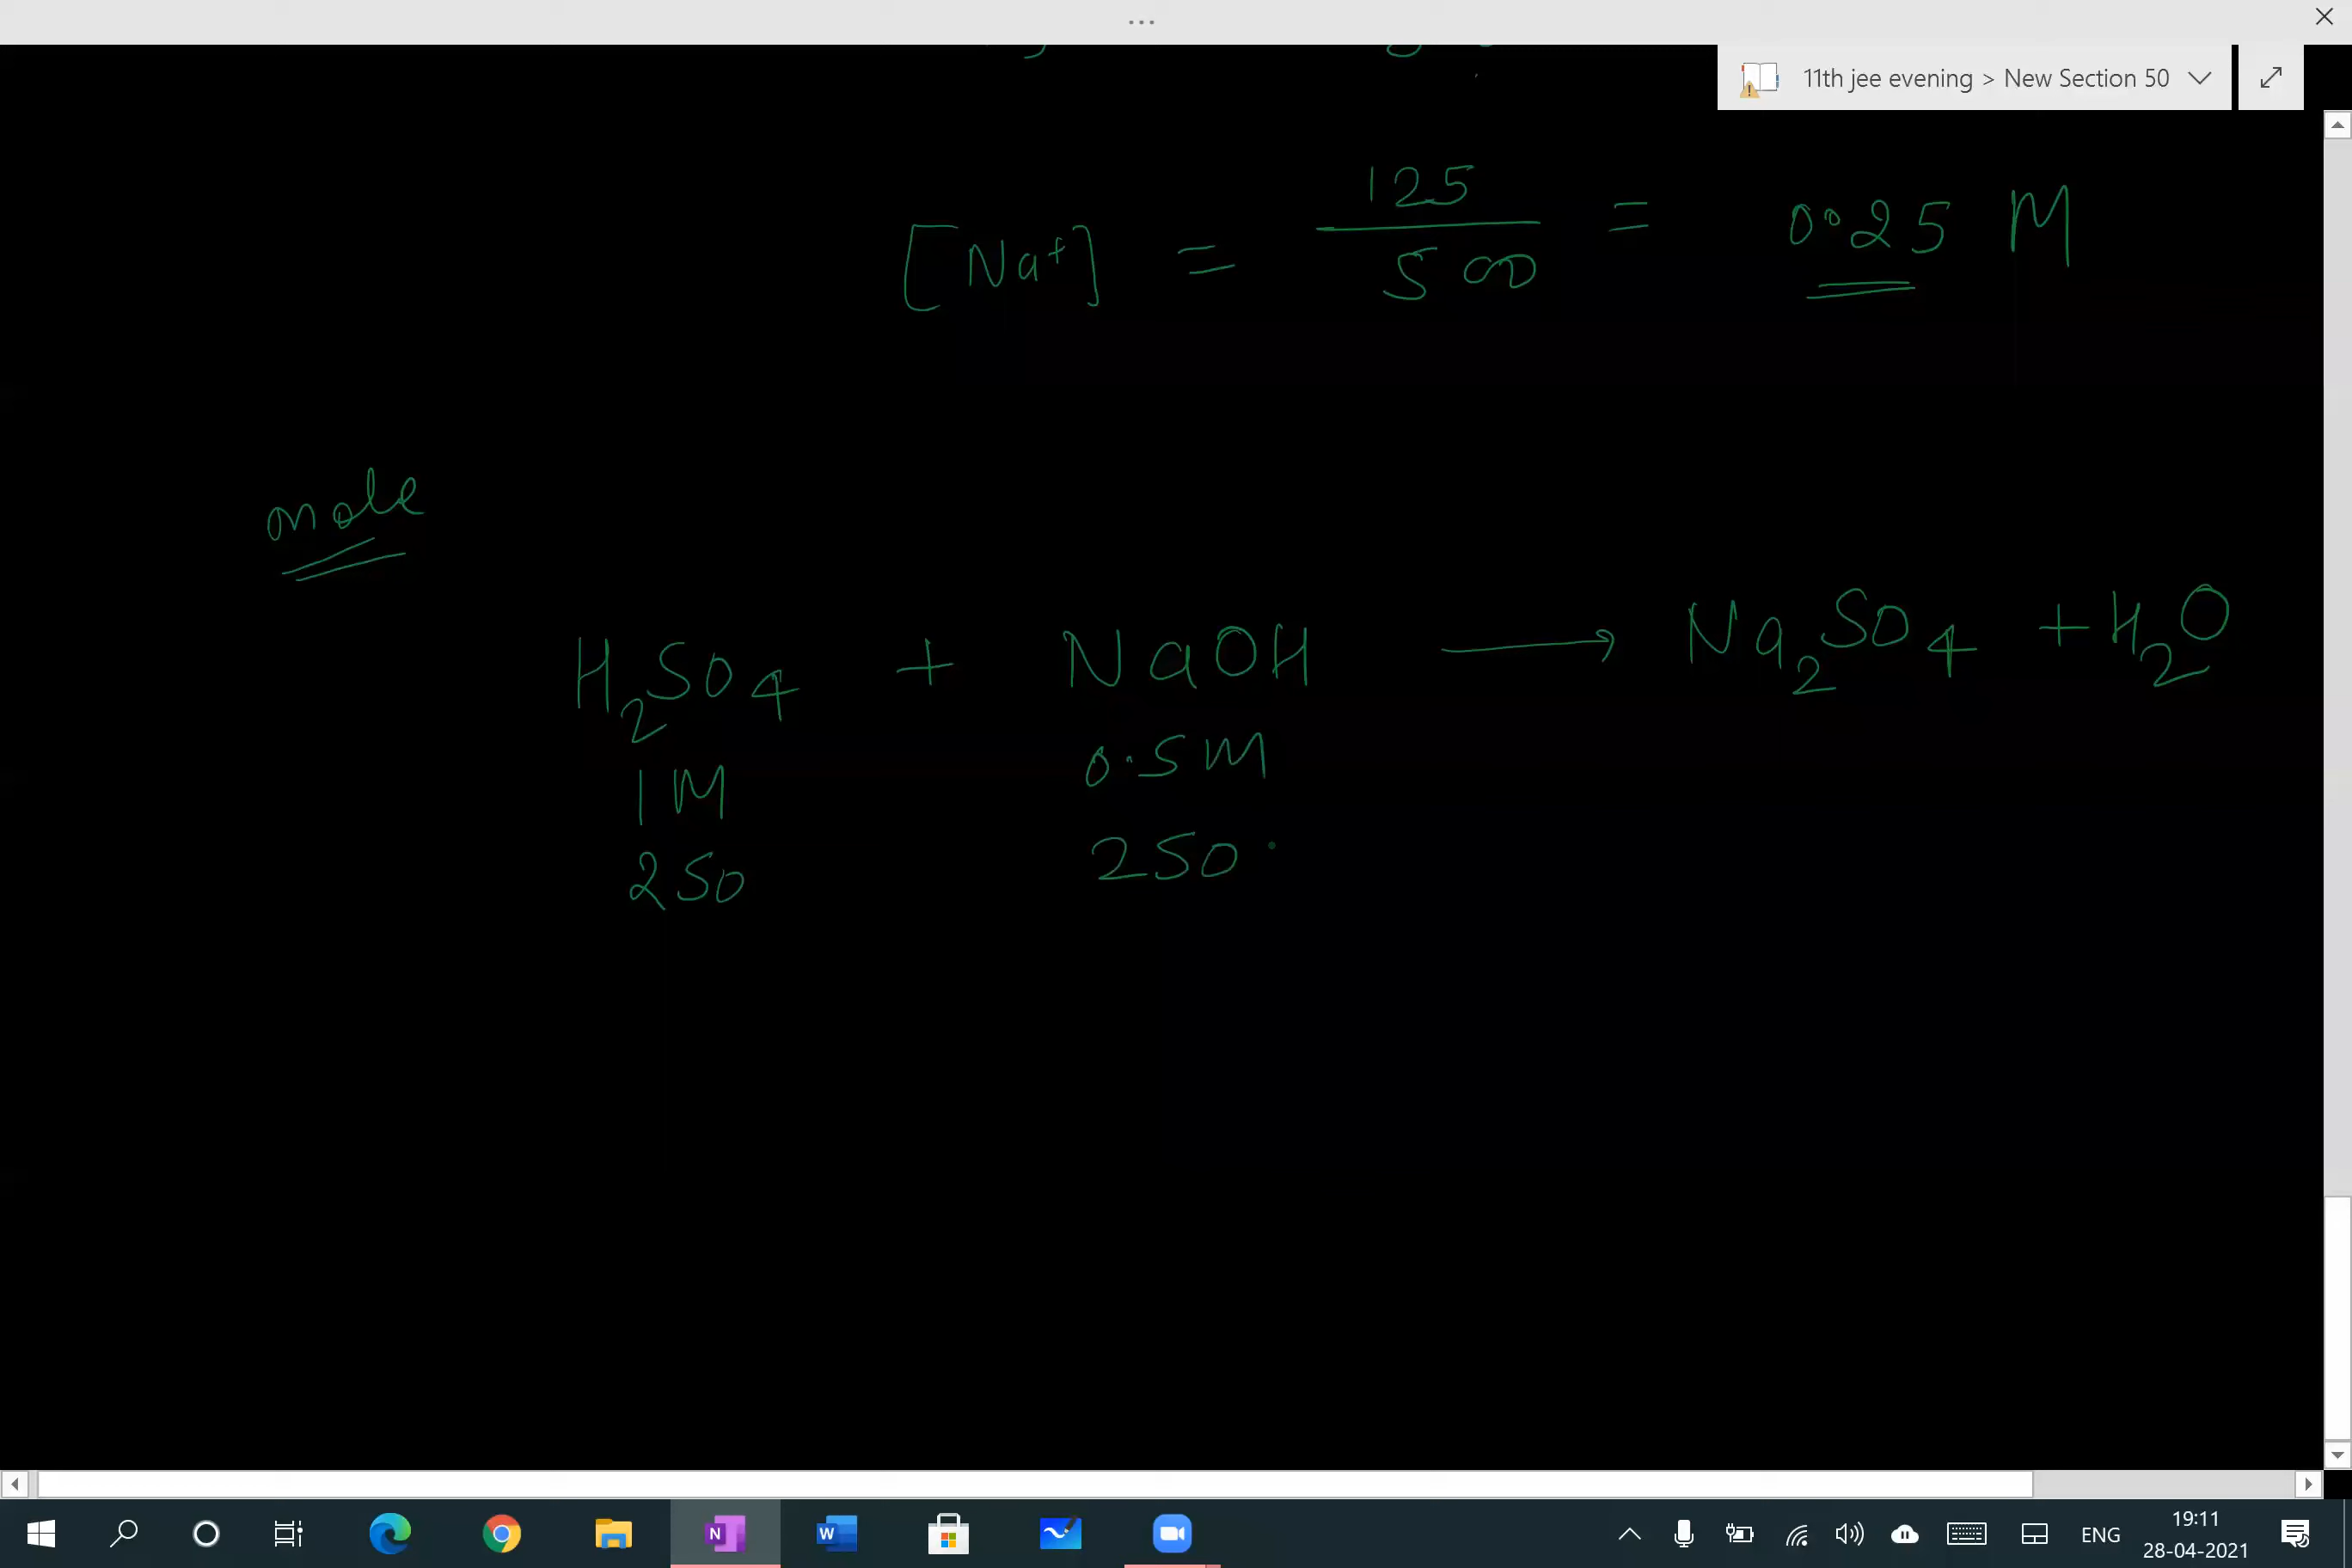 11th jee evening > New Section 50
[Na⁺] = 125/500 = 0.25 M
mole
H₂SO₄ + NaOH → Na₂SO₄ + H₂O
1M 0.5M
250 250
ENG
19:11
28-04-2021